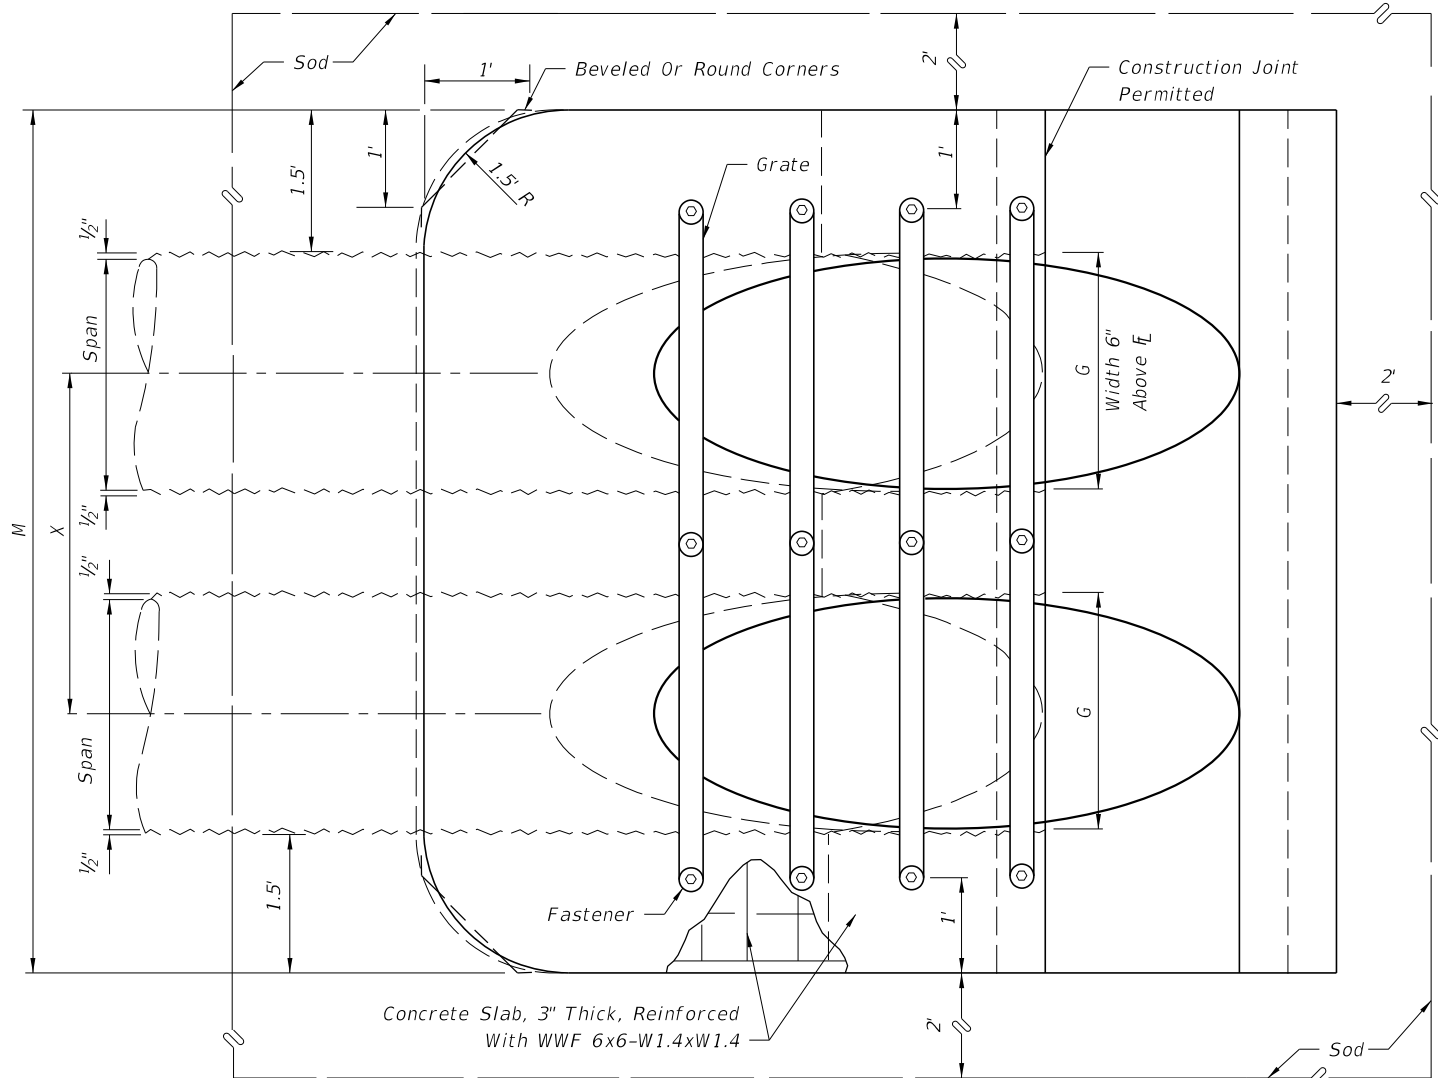 Sod
1'
Beveled Or Round Corners
2'
Construction Joint
Permitted
1.5'
1'
1.5' R
Grate
1'
½"
Span
G
Width 6"
Above ℄
2'
½"
M
X
½"
Span
G
½"
1.5'
Fastener
1'
Concrete Slab, 3" Thick, Reinforced
With WWF 6x6-W1.4xW1.4
2'
Sod